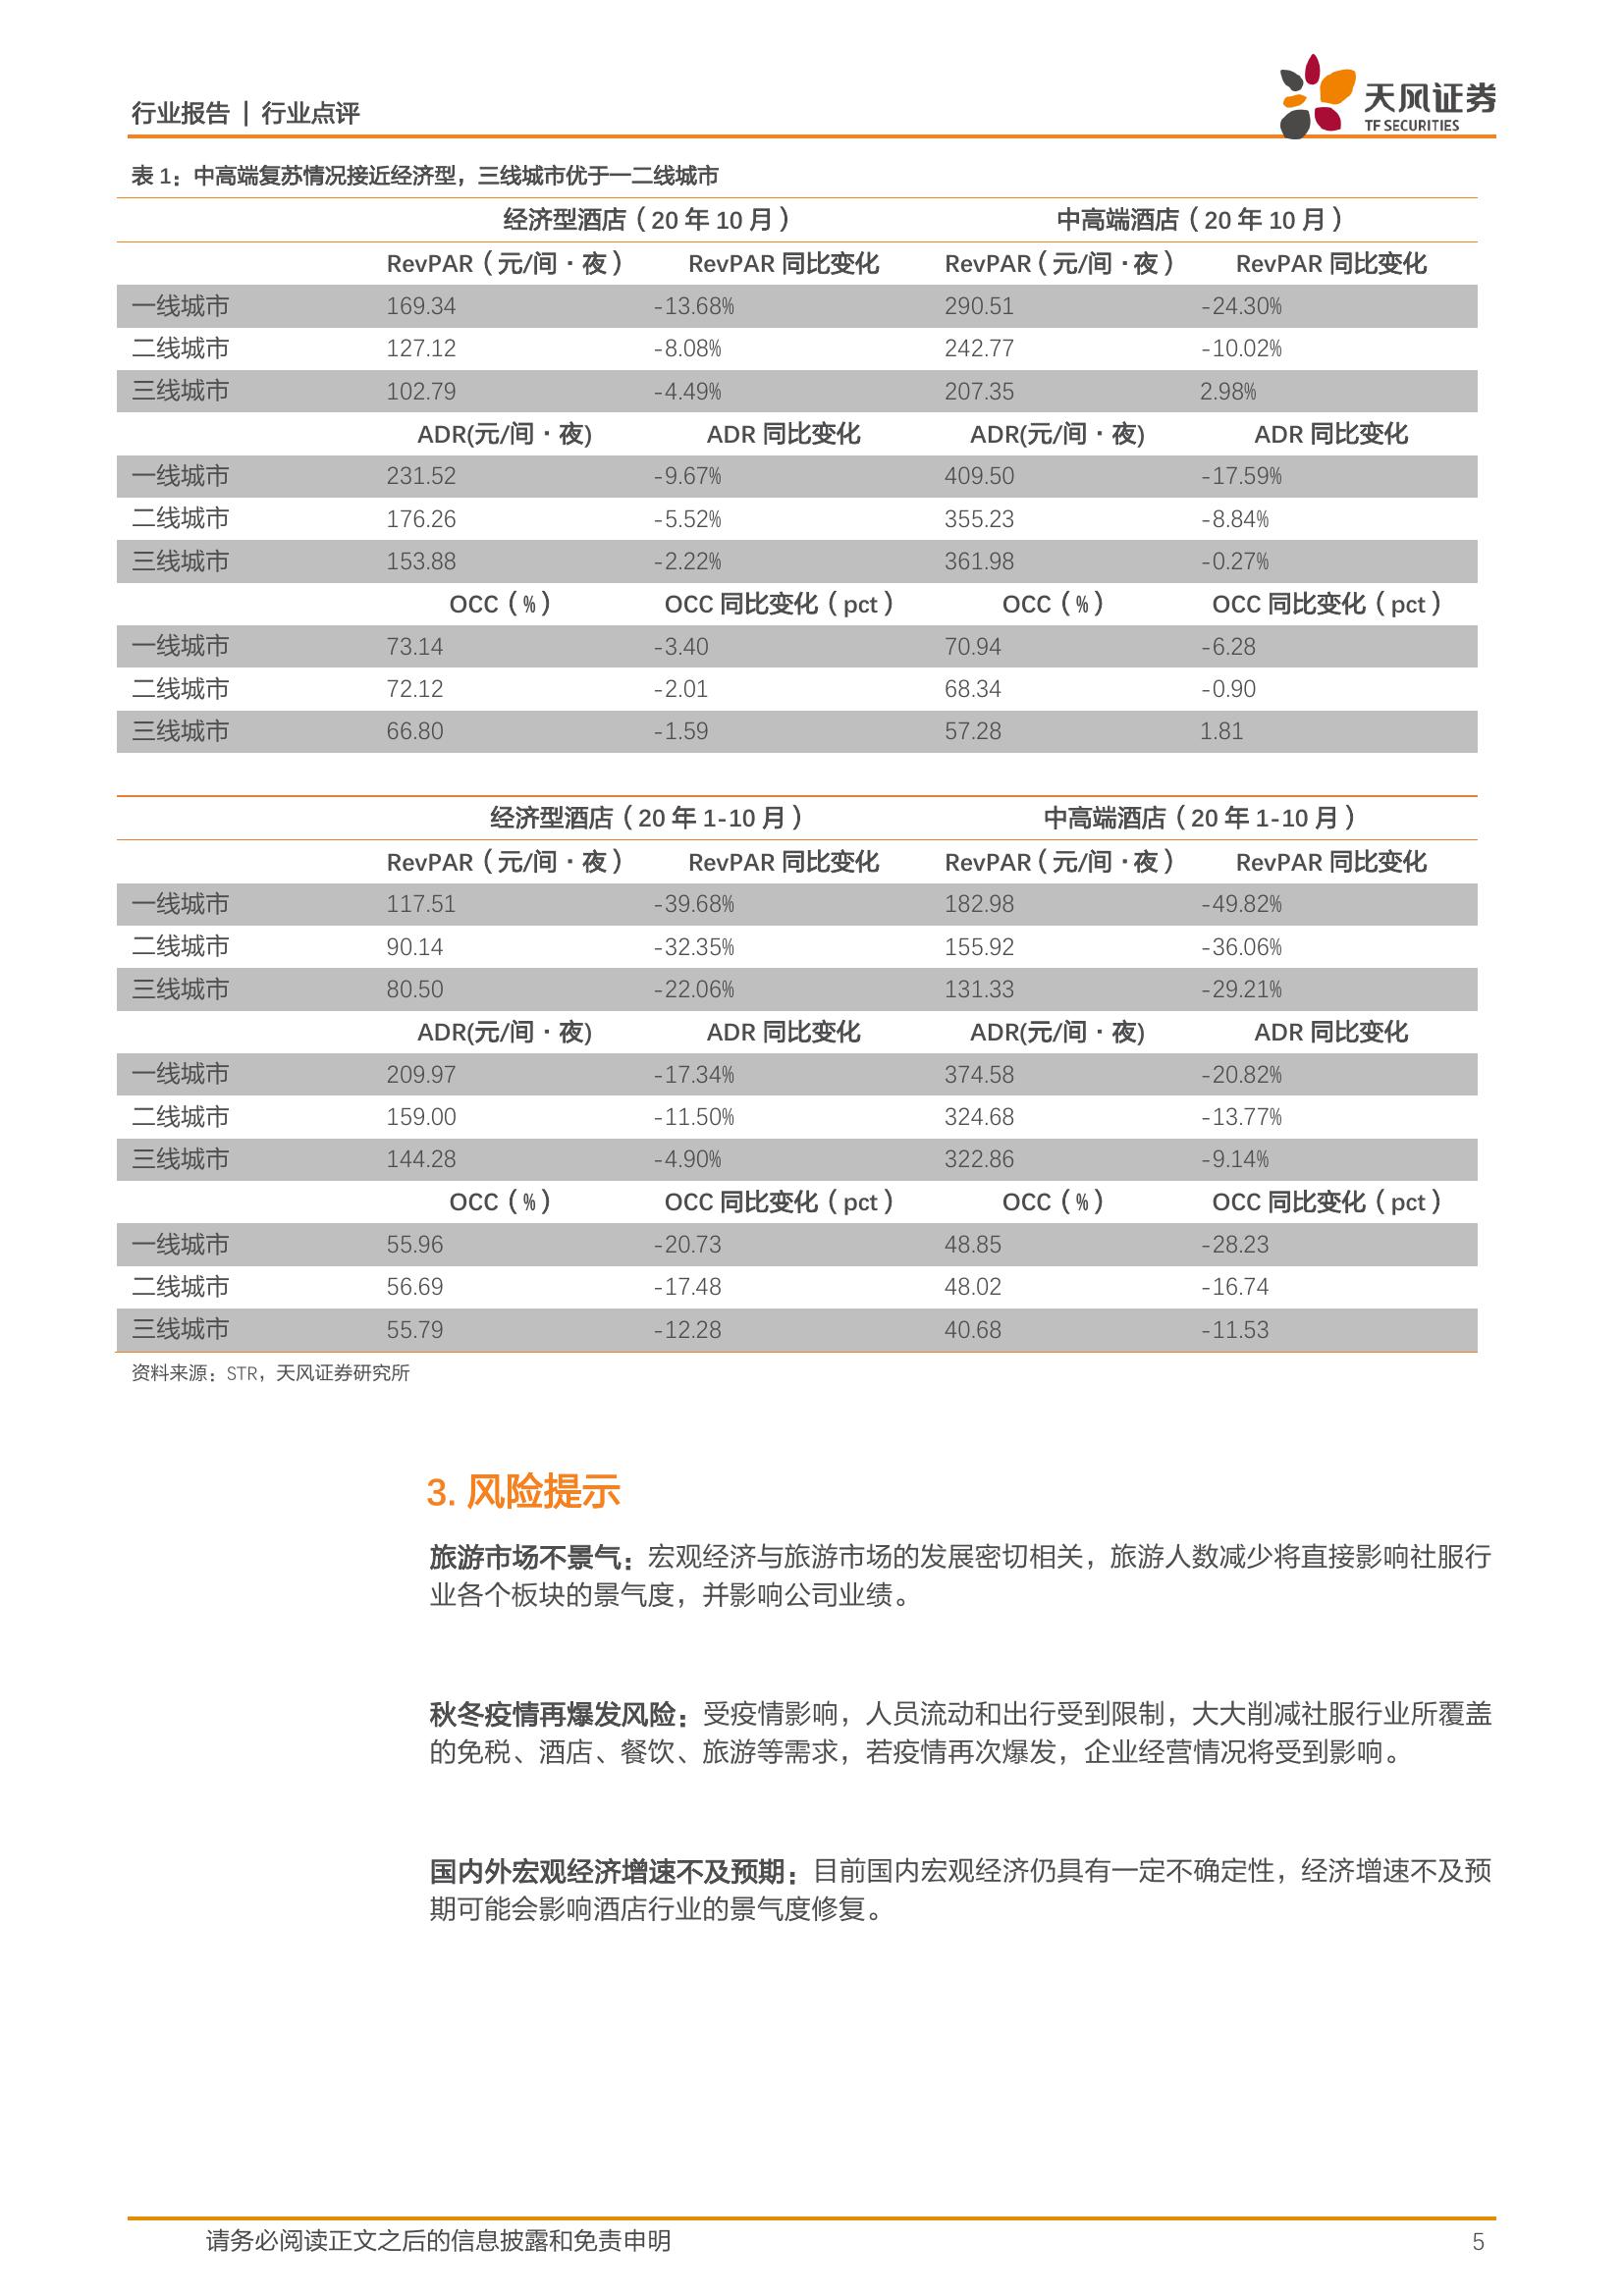 行业报告 | 行业点评
天风证券
TF SECURITIES
表 1：中高端复苏情况接近经济型，三线城市优于一二线城市
经济型酒店（20 年 10 月） 中高端酒店（20 年 10 月）
RevPAR（元/间·夜） RevPAR 同比变化 RevPAR（元/间·夜） RevPAR 同比变化
一线城市 169.34 -13.68% 290.51 -24.30%
二线城市 127.12 -8.08% 242.77 -10.02%
三线城市 102.79 -4.49% 207.35 2.98%
ADR(元/间·夜) ADR 同比变化 ADR(元/间·夜) ADR 同比变化
一线城市 231.52 -9.67% 409.50 -17.59%
二线城市 176.26 -5.52% 355.23 -8.84%
三线城市 153.88 -2.22% 361.98 -0.27%
OCC（%） OCC 同比变化（pct） OCC（%） OCC 同比变化（pct）
一线城市 73.14 -3.40 70.94 -6.28
二线城市 72.12 -2.01 68.34 -0.90
三线城市 66.80 -1.59 57.28 1.81
经济型酒店（20 年 1-10 月） 中高端酒店（20 年 1-10 月）
RevPAR（元/间·夜） RevPAR 同比变化 RevPAR（元/间·夜） RevPAR 同比变化
一线城市 117.51 -39.68% 182.98 -49.82%
二线城市 90.14 -32.35% 155.92 -36.06%
三线城市 80.50 -22.06% 131.33 -29.21%
ADR(元/间·夜) ADR 同比变化 ADR(元/间·夜) ADR 同比变化
一线城市 209.97 -17.34% 374.58 -20.82%
二线城市 159.00 -11.50% 324.68 -13.77%
三线城市 144.28 -4.90% 322.86 -9.14%
OCC（%） OCC 同比变化（pct） OCC（%） OCC 同比变化（pct）
一线城市 55.96 -20.73 48.85 -28.23
二线城市 56.69 -17.48 48.02 -16.74
三线城市 55.79 -12.28 40.68 -11.53
资料来源：STR，天风证券研究所
3. 风险提示
旅游市场不景气：宏观经济与旅游市场的发展密切相关，旅游人数减少将直接影响社服行
业各个板块的景气度，并影响公司业绩。
秋冬疫情再爆发风险：受疫情影响，人员流动和出行受到限制，大大削减社服行业所覆盖
的免税、酒店、餐饮、旅游等需求，若疫情再次爆发，企业经营情况将受到影响。
国内外宏观经济增速不及预期：目前国内宏观经济仍具有一定不确定性，经济增速不及预
期可能会影响酒店行业的景气度修复。
请务必阅读正文之后的信息披露和免责申明 5